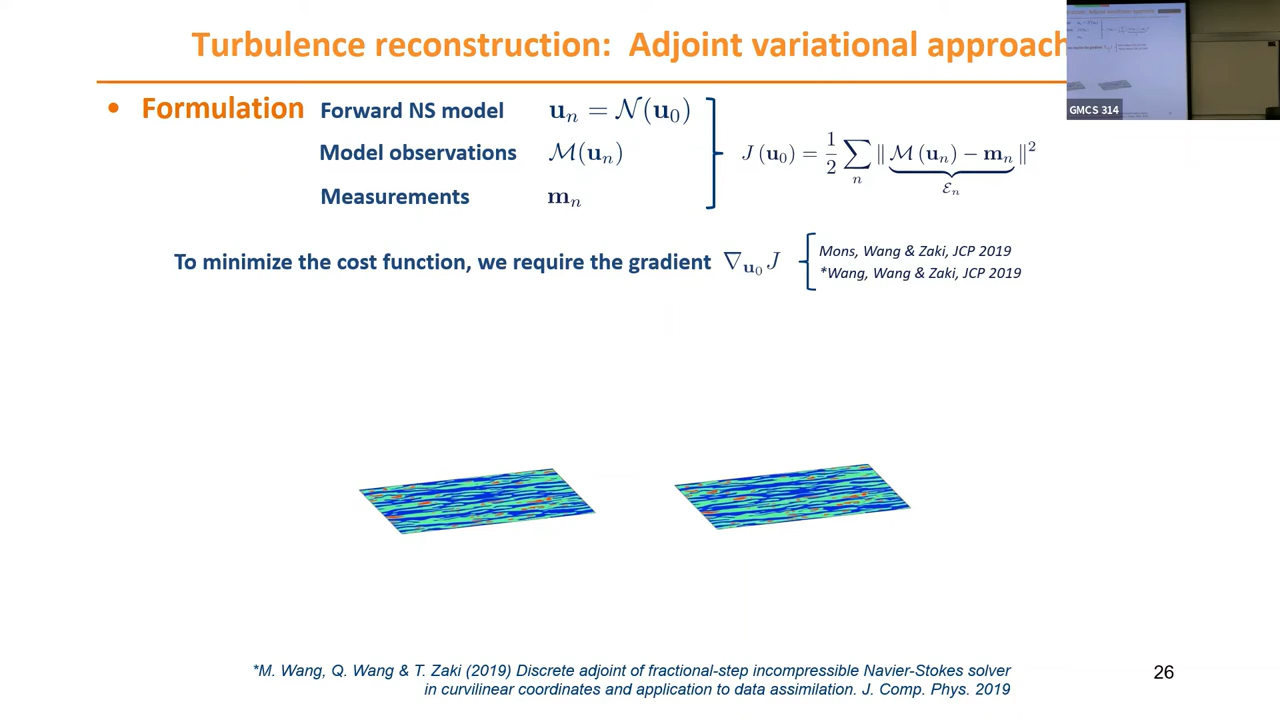 Turbulence reconstruction: Adjoint variational approach
• Formulation
Forward NS model u_n = 𝒩(u_0)
Model observations ℳ(u_n)
Measurements m_n
J(u_0) = 1/2 ∑_n ‖ ℳ(u_n) − m_n ‖²
ℰ_n
To minimize the cost function, we require the gradient ∇_{u_0} J
Mons, Wang & Zaki, JCP 2019
*Wang, Wang & Zaki, JCP 2019
GMCS 314
*M. Wang, Q. Wang & T. Zaki (2019) Discrete adjoint of fractional-step incompressible Navier-Stokes solver
in curvilinear coordinates and application to data assimilation. J. Comp. Phys. 2019
26